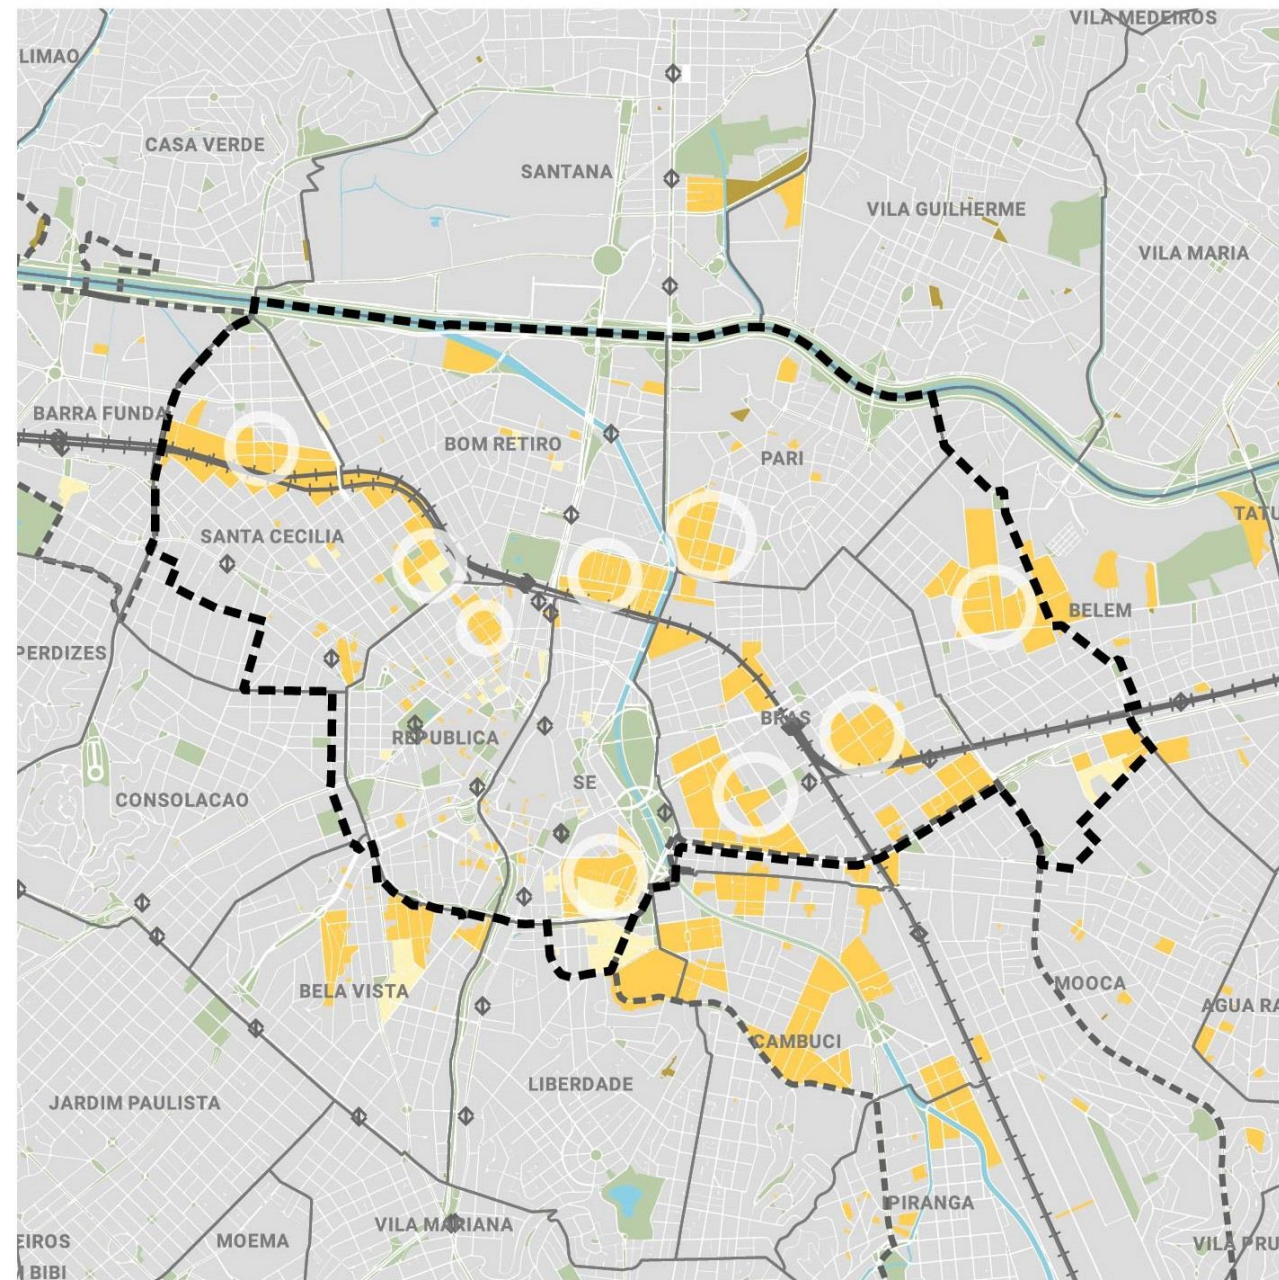 VILA MEDEIROS
LIMAO
CASA VERDE
SANTANA
VILA GUILHERME
VILA MARIA
BARRA FUNDA
BOM RETIRO
PARI
TATU
SANTA CECILIA
BELEM
PERDIZES
BRAS
REPUBLICA
SE
CONSOLACAO
BELA VISTA
MOOCA
AGUA RA
CAMBUCI
LIBERDADE
JARDIM PAULISTA
IPIRANGA
VILA MARIANA
EIROS
MOEMA
VILA PRU
M BIBI